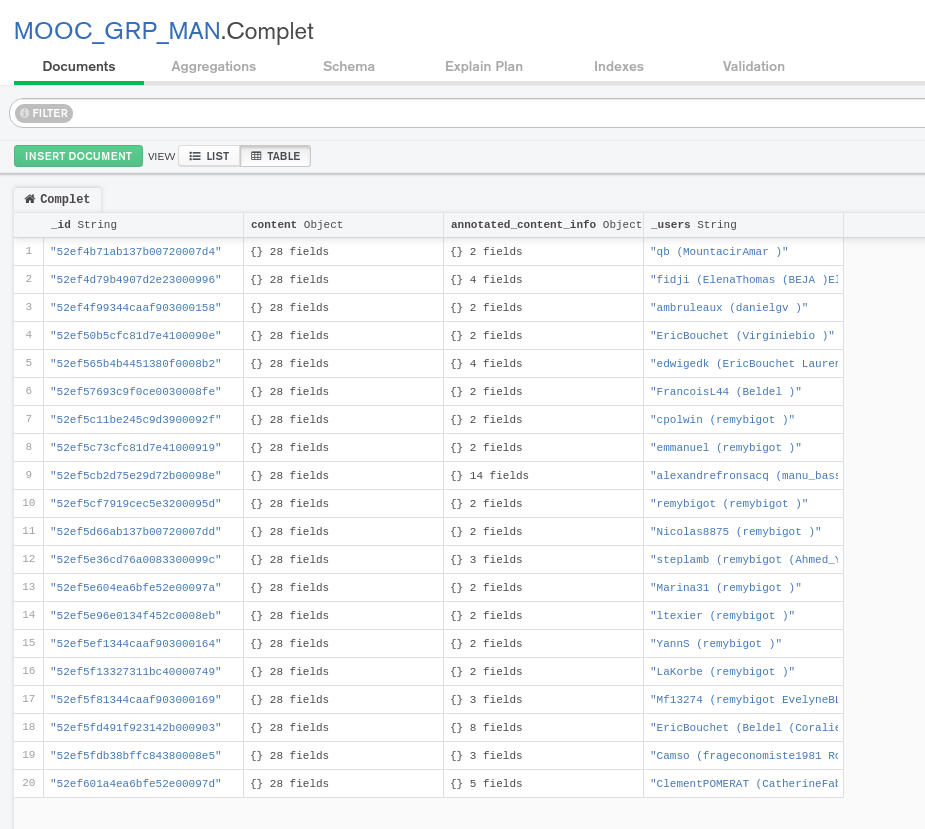 MOOC_GRP_MAN.Complet
Documents Aggregations Schema Explain Plan Indexes Validation
FILTER
INSERT DOCUMENT VIEW LIST TABLE
Complet
_id String content Object annotated_content_info Object _users String
1 "52ef4b71ab137b00720007d4" {} 28 fields {} 2 fields "qb (MountacirAmar )"
2 "52ef4d79b4907d2e23000996" {} 28 fields {} 4 fields "fidji (ElenaThomas (BEJA )El
3 "52ef4f99344caaf903000158" {} 28 fields {} 2 fields "ambruleaux (danielgv )"
4 "52ef50b5cfc81d7e4100090e" {} 28 fields {} 2 fields "EricBouchet (Virginiebio )"
5 "52ef565b4b4451380f0008b2" {} 28 fields {} 4 fields "edwigedk (EricBouchet Lauren
6 "52ef57693c9f0ce0030008fe" {} 28 fields {} 2 fields "FrancoisL44 (Beldel )"
7 "52ef5c11be245c9d3900092f" {} 28 fields {} 2 fields "cpolwin (remybigot )"
8 "52ef5c73cfc81d7e41000919" {} 28 fields {} 2 fields "emmanuel (remybigot )"
9 "52ef5cb2d75e29d72b00098e" {} 28 fields {} 14 fields "alexandrefronsacq (manu_bass
10 "52ef5cf7919cec5e3200095d" {} 28 fields {} 2 fields "remybigot (remybigot )"
11 "52ef5d66ab137b00720007dd" {} 28 fields {} 2 fields "Nicolas8875 (remybigot )"
12 "52ef5e36cd76a0083300099c" {} 28 fields {} 3 fields "steplamb (remybigot (Ahmed_Y
13 "52ef5e604ea6bfe52e00097a" {} 28 fields {} 2 fields "Marina31 (remybigot )"
14 "52ef5e96e0134f452c0008eb" {} 28 fields {} 2 fields "ltexier (remybigot )"
15 "52ef5ef1344caaf903000164" {} 28 fields {} 2 fields "YannS (remybigot )"
16 "52ef5f13327311bc40000749" {} 28 fields {} 2 fields "LaKorbe (remybigot )"
17 "52ef5f81344caaf903000169" {} 28 fields {} 3 fields "Mf13274 (remybigot EvelyneBL
18 "52ef5fd491f923142b000903" {} 28 fields {} 8 fields "EricBouchet (Beldel (Coralie
19 "52ef5fdb38bffc84380008e5" {} 28 fields {} 3 fields "Camso (frageconomiste1981 Ro
20 "52ef601a4ea6bfe52e00097d" {} 28 fields {} 5 fields "ClementPOMERAT (CatherineFab